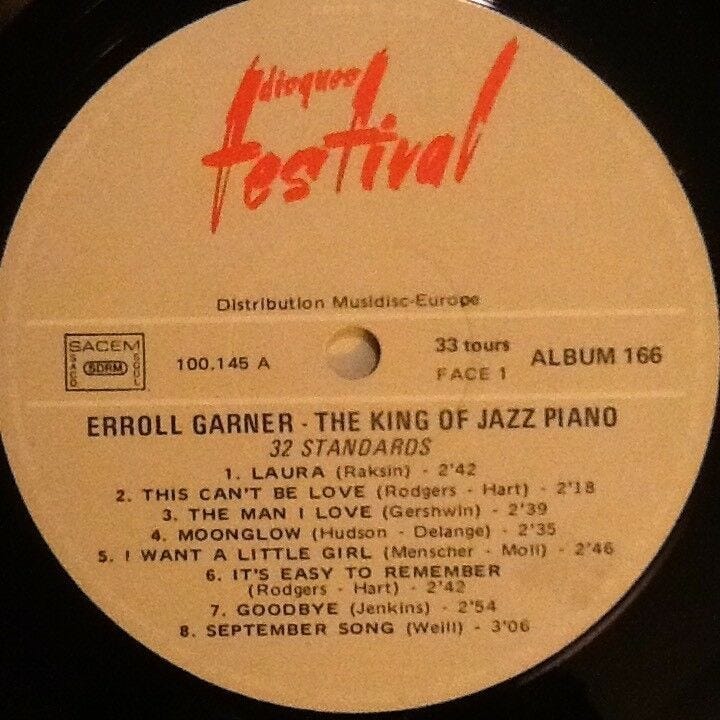 disques
festival
Distribution Musidisc-Europe
SACEM
SACD SDRM SGDL
100.145 A
33 tours
FACE 1
ALBUM 166
ERROLL GARNER - THE KING OF JAZZ PIANO
32 STANDARDS
1. LAURA (Raksin) - 2'42
2. THIS CAN'T BE LOVE (Rodgers - Hart) - 2'18
3. THE MAN I LOVE (Gershwin) - 2'39
4. MOONGLOW (Hudson - Delange) - 2'35
5. I WANT A LITTLE GIRL (Menscher - Moll) - 2'46
6. IT'S EASY TO REMEMBER
(Rodgers - Hart) - 2'42
7. GOODBYE (Jenkins) - 2'54
8. SEPTEMBER SONG (Weill) - 3'06